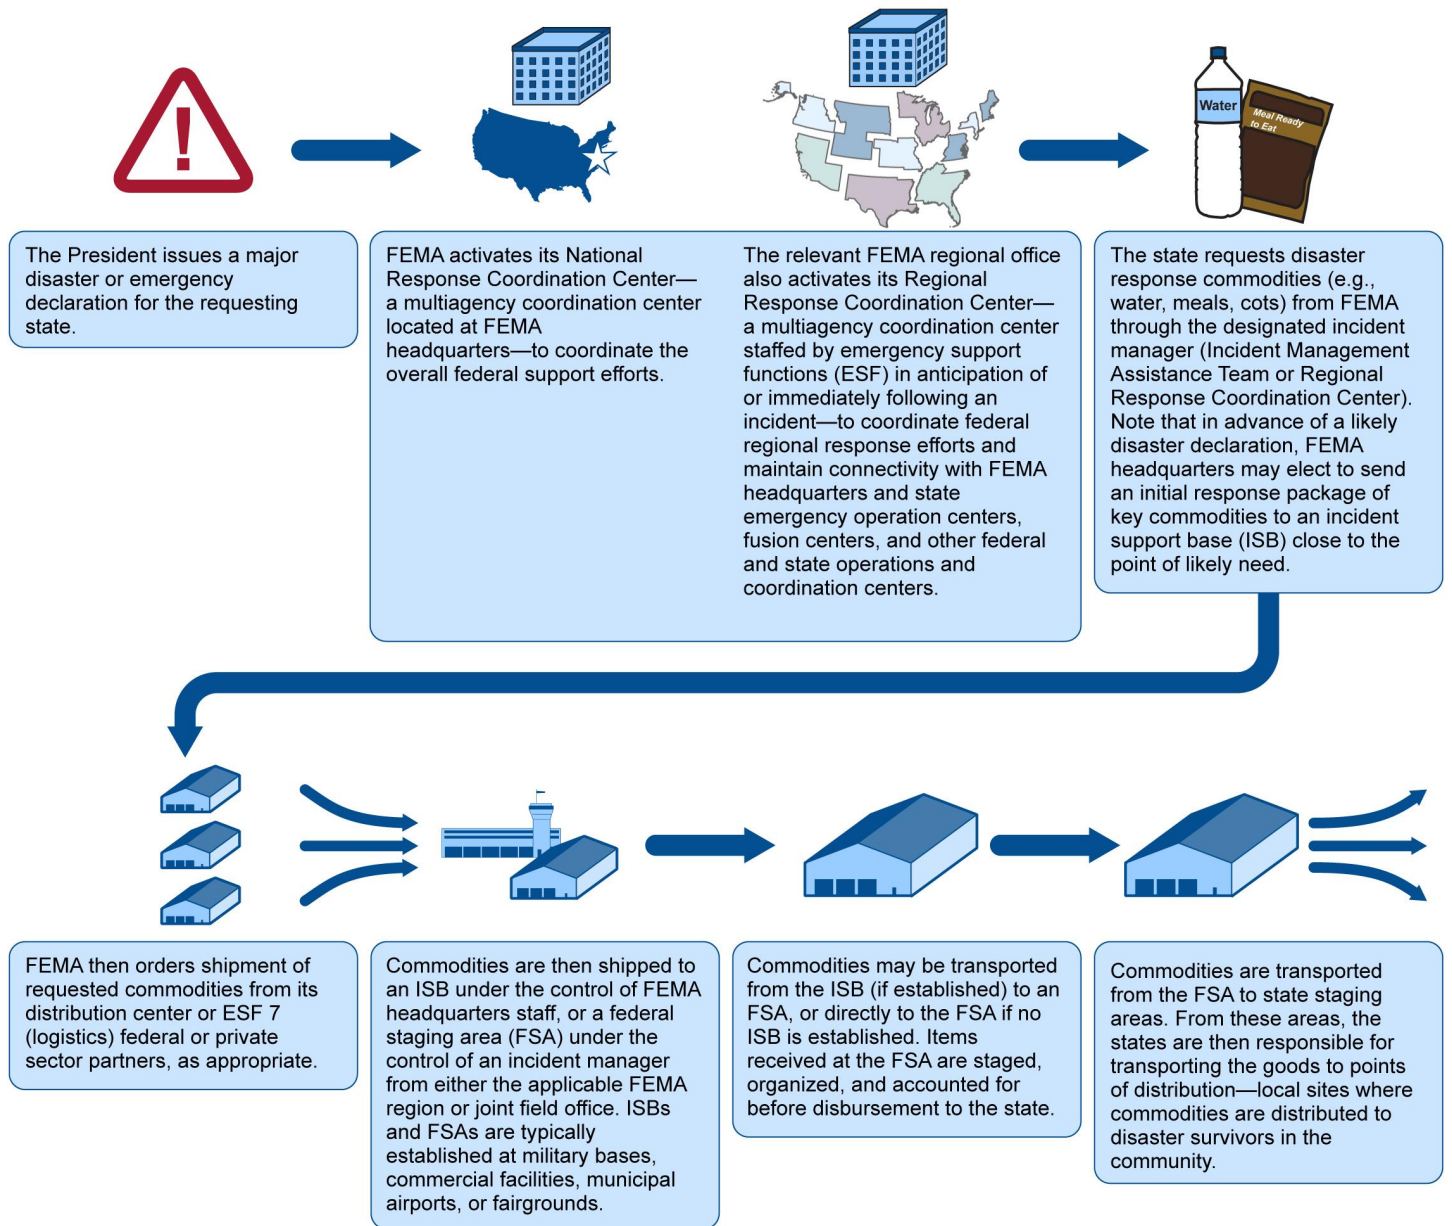 Water
Meal Ready
to Eat
The President issues a major
disaster or emergency
declaration for the requesting
state.
FEMA activates its National
Response Coordination Center—
a multiagency coordination center
located at FEMA
headquarters—to coordinate the
overall federal support efforts.
The relevant FEMA regional office
also activates its Regional
Response Coordination Center—
a multiagency coordination center
staffed by emergency support
functions (ESF) in anticipation of
or immediately following an
incident—to coordinate federal
regional response efforts and
maintain connectivity with FEMA
headquarters and state
emergency operation centers,
fusion centers, and other federal
and state operations and
coordination centers.
The state requests disaster
response commodities (e.g.,
water, meals, cots) from FEMA
through the designated incident
manager (Incident Management
Assistance Team or Regional
Response Coordination Center).
Note that in advance of a likely
disaster declaration, FEMA
headquarters may elect to send
an initial response package of
key commodities to an incident
support base (ISB) close to the
point of likely need.
FEMA then orders shipment of
requested commodities from its
distribution center or ESF 7
(logistics) federal or private
sector partners, as appropriate.
Commodities are then shipped to
an ISB under the control of FEMA
headquarters staff, or a federal
staging area (FSA) under the
control of an incident manager
from either the applicable FEMA
region or joint field office. ISBs
and FSAs are typically
established at military bases,
commercial facilities, municipal
airports, or fairgrounds.
Commodities may be transported
from the ISB (if established) to an
FSA, or directly to the FSA if no
ISB is established. Items
received at the FSA are staged,
organized, and accounted for
before disbursement to the state.
Commodities are transported
from the FSA to state staging
areas. From these areas, the
states are then responsible for
transporting the goods to points
of distribution—local sites where
commodities are distributed to
disaster survivors in the
community.